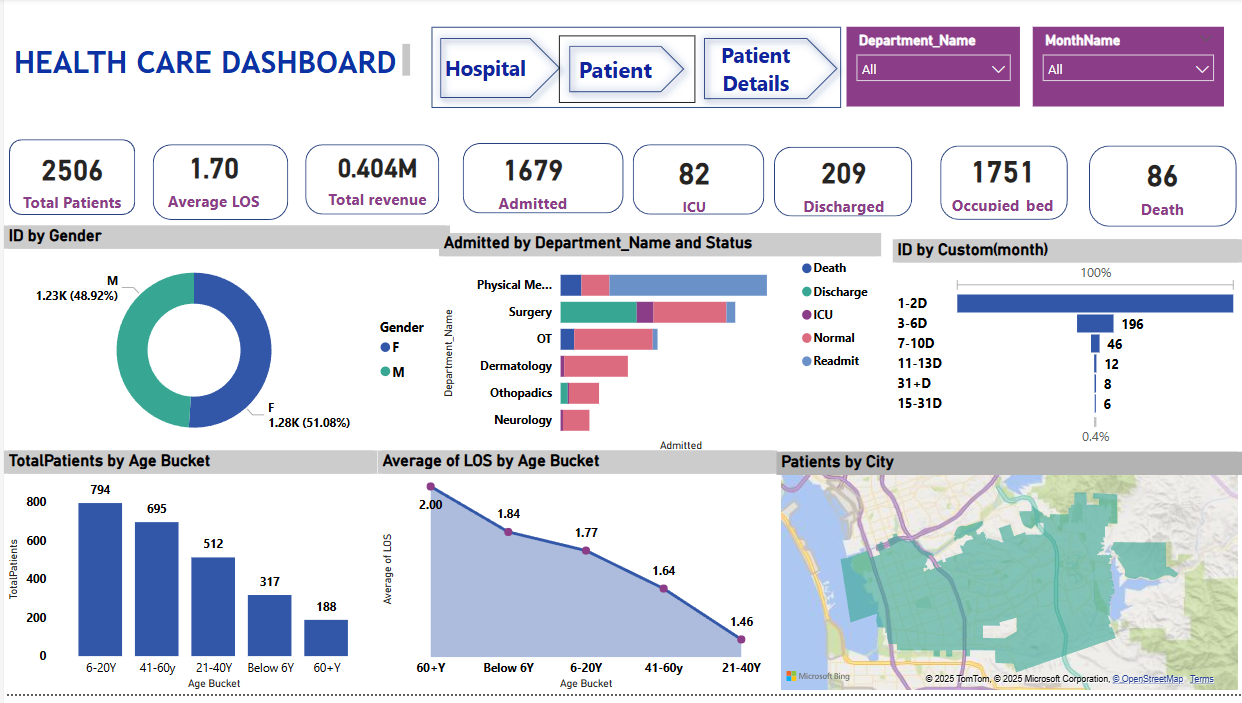 HEALTH CARE DASHBOARD
Hospital
Patient
Patient
Details
Department_Name
All
MonthName
All
2506
Total Patients
1.70
Average LOS
0.404M
Total revenue
1679
Admitted
82
ICU
209
Discharged
1751
Occupied_bed
86
Death
ID by Gender
M
1.23K (48.92%)
F
1.28K (51.08%)
Gender
F
M
Admitted by Department_Name and Status
Department_Name
Physical Me...
Surgery
OT
Dermatology
Othopadics
Neurology
Admitted
Death
Discharge
ICU
Normal
Readmit
ID by Custom(month)
100%
1-2D
3-6D
196
7-10D
46
11-13D
12
31+D
8
15-31D
6
0.4%
TotalPatients by Age Bucket
TotalPatients
800
600
400
200
0
794
695
512
317
188
6-20Y
41-60y
21-40Y
Below 6Y
60+Y
Age Bucket
Average of LOS by Age Bucket
Average of LOS
2.00
1.84
1.77
1.64
1.46
60+Y
Below 6Y
6-20Y
41-60y
21-40Y
Age Bucket
Patients by City
Microsoft Bing
© 2025 TomTom, © 2025 Microsoft Corporation, © OpenStreetMap Terms